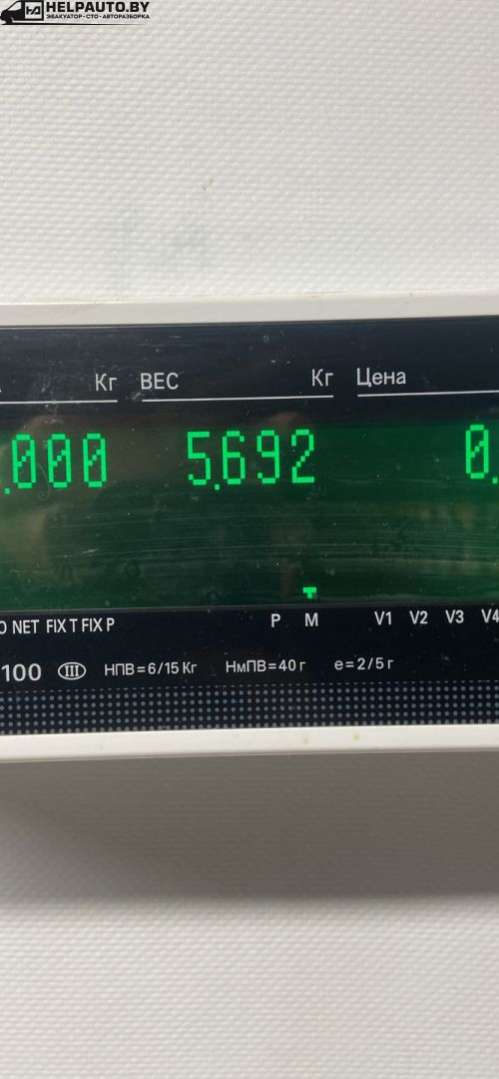 HELPAUTO.BY
ЭВАКУАТОР-СТО-АВТОРАЗБОРКА
Кг ВЕС Кг Цена
.000 5.692 0.
NET FIX T FIX P P M V1 V2 V3 V4
100 III НПВ=6/15 Кг НмПВ=40 г e=2/5 г